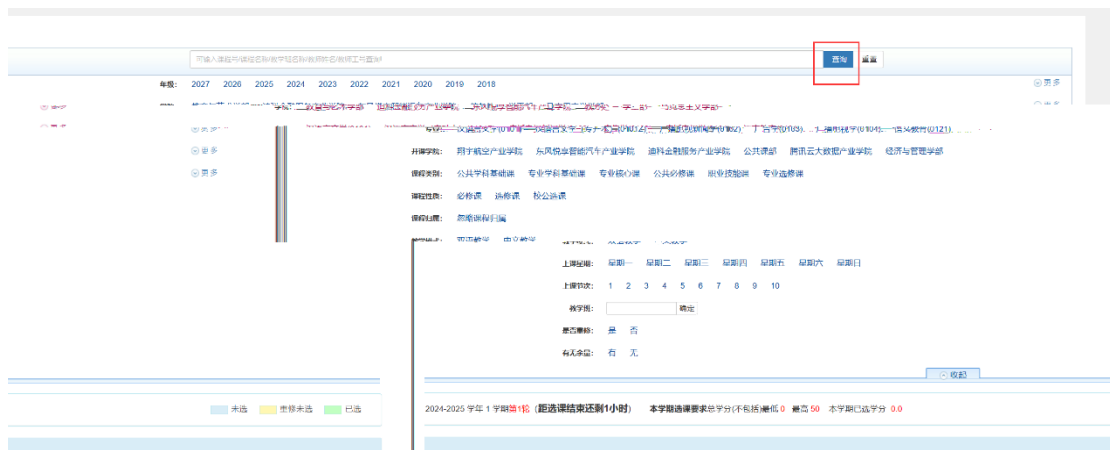 可输入课程号/课程名称/教学班名称/教师姓名/教师工号查询! 查询 重置
年级: 2027 2026 2025 2024 2023 2022 2021 2020 2019 2018 更多
更多
开课学院: 翔宇航空产业学院 东风悦享智能汽车产业学院 迪科金融服务产业学院 公共课部 腾讯云大数据产业学院 经济与管理学部
更多
课程类别: 公共学科基础课 专业学科基础课 专业核心课 公共必修课 职业技能课 专业选修课
课程性质: 必修课 选修课 校公选课
课程归属: 忽略课程归属
上课星期: 星期一 星期二 星期三 星期四 星期五 星期六 星期日
上课节次: 1 2 3 4 5 6 7 8 9 10
教学班: 确定
是否重修: 是 否
有无余量: 有 无
收起
未选 重修未选 已选
2024-2025 学年 1 学期第1轮 (距选课结束还剩1小时) 本学期选课要求总学分(不包括)最低 0 最高 50 本学期已选学分 0.0